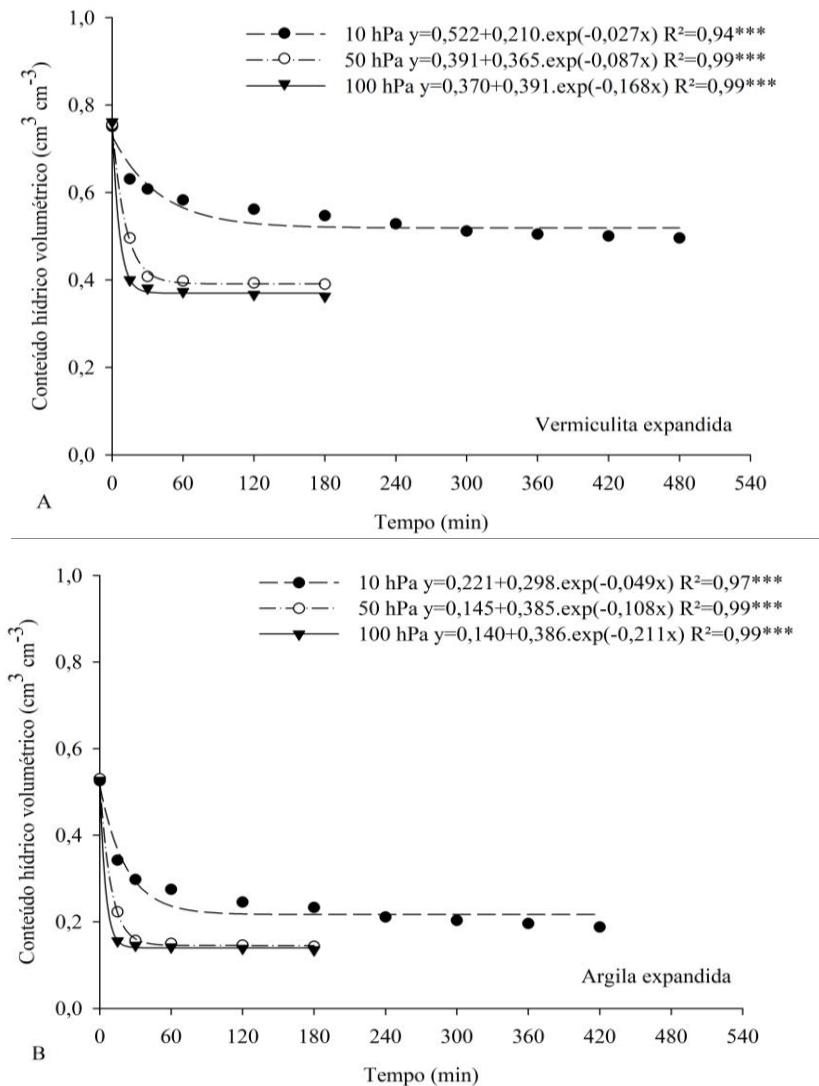 1,0
0,8
0,6
0,4
0,2
0,0
Conteúdo hídrico volumétrico (cm³ cm⁻³)
10 hPa y=0,522+0,210.exp(-0,027x) R²=0,94***
50 hPa y=0,391+0,365.exp(-0,087x) R²=0,99***
100 hPa y=0,370+0,391.exp(-0,168x) R²=0,99***
Vermiculita expandida
0 60 120 180 240 300 360 420 480 540
A
Tempo (min)
1,0
0,8
0,6
0,4
0,2
0,0
Conteúdo hídrico volumétrico (cm³ cm⁻³)
10 hPa y=0,221+0,298.exp(-0,049x) R²=0,97***
50 hPa y=0,145+0,385.exp(-0,108x) R²=0,99***
100 hPa y=0,140+0,386.exp(-0,211x) R²=0,99***
Argila expandida
0 60 120 180 240 300 360 420 480 540
B
Tempo (min)